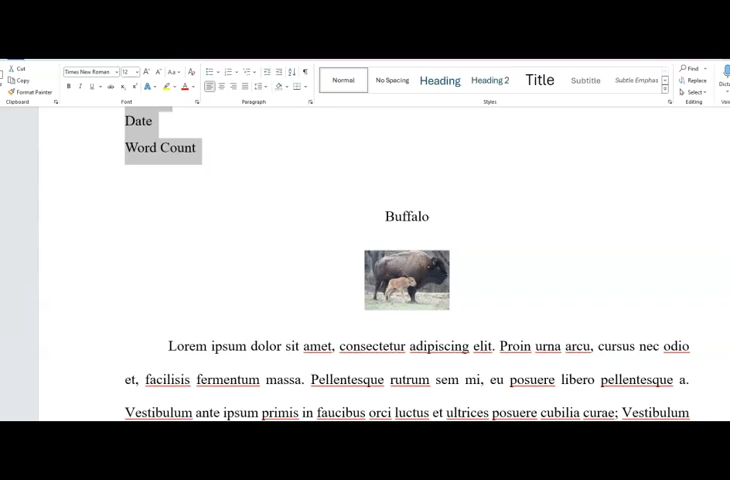 Cut
Copy
Format Painter
Clipboard
Times New Roman 12
Font
Paragraph
Normal
No Spacing
Heading
Heading 2
Title
Subtitle
Subtle Emphas
Styles
Find
Replace
Select
Editing
Dicta
Date
Word Count
Buffalo
Lorem ipsum dolor sit amet, consectetur adipiscing elit. Proin urna arcu, cursus nec odio
et, facilisis fermentum massa. Pellentesque rutrum sem mi, eu posuere libero pellentesque a.
Vestibulum ante ipsum primis in faucibus orci luctus et ultrices posuere cubilia curae; Vestibulum